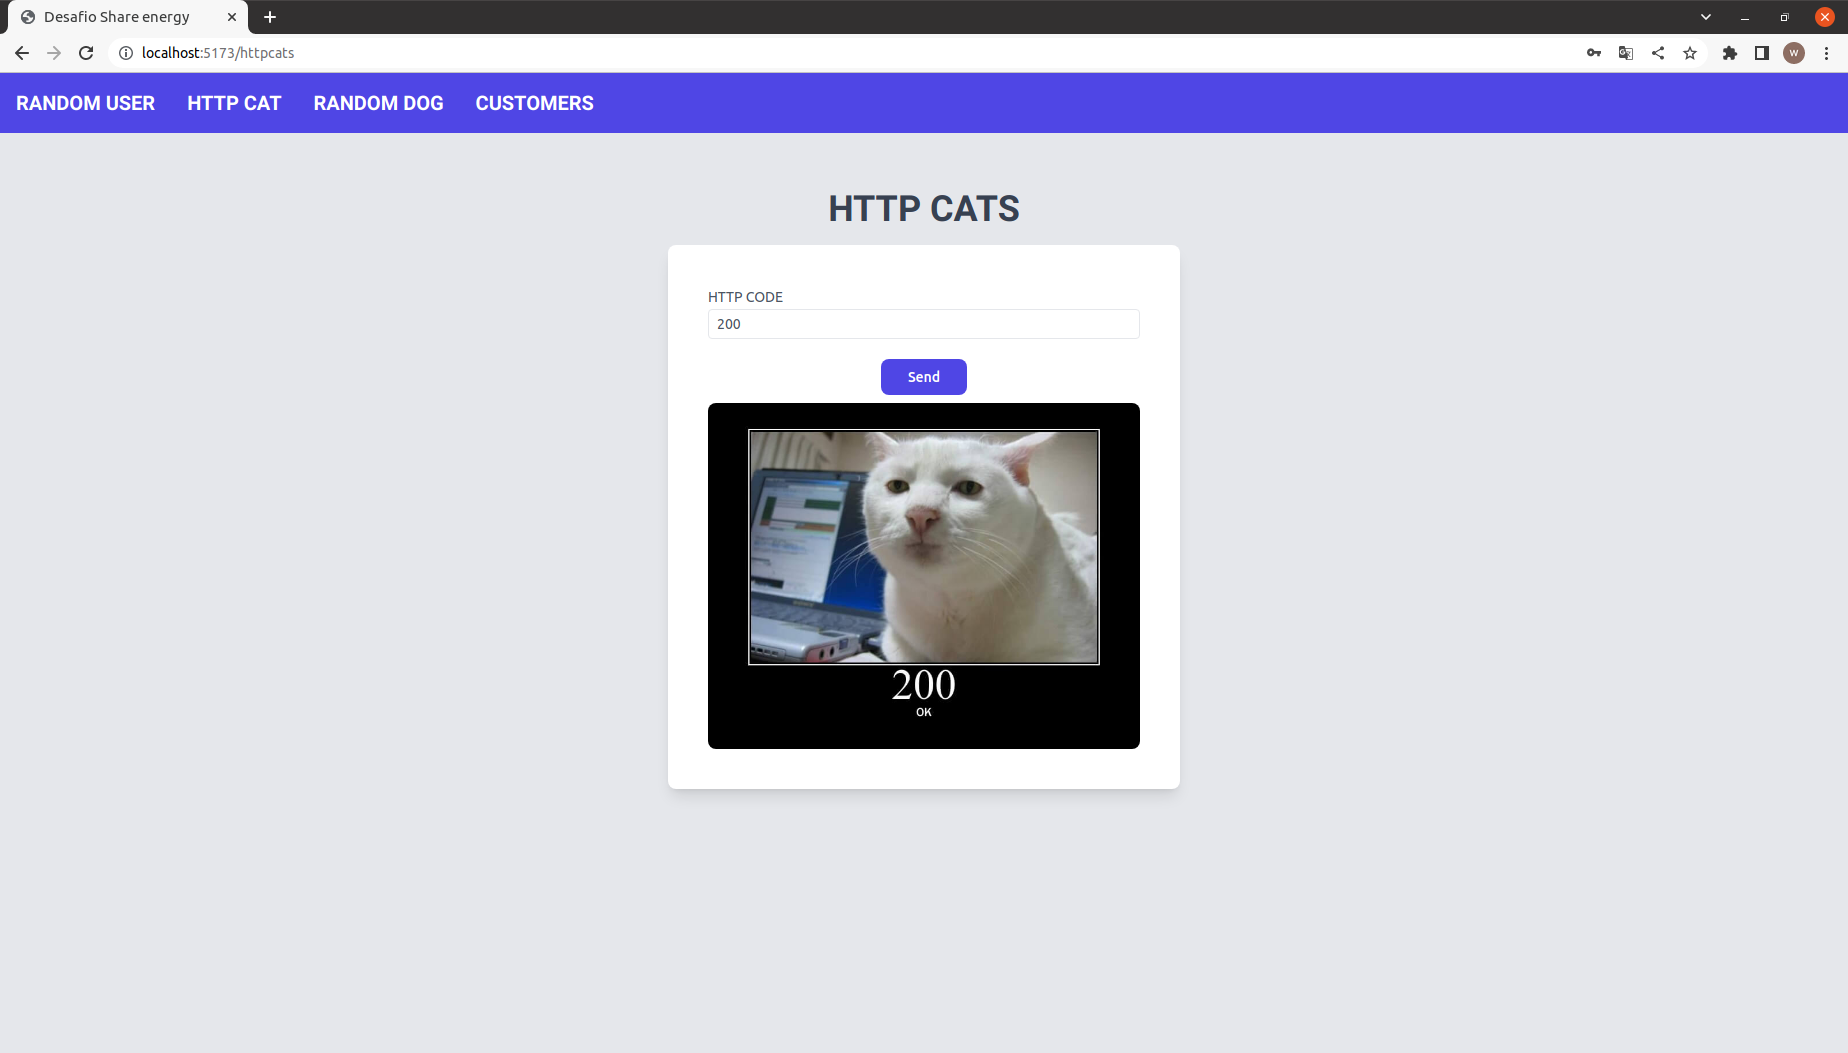 Desafio Share energy
localhost:5173/httpcats
W
RANDOM USER HTTP CAT RANDOM DOG CUSTOMERS
HTTP CATS
HTTP CODE
200
Send
200
OK